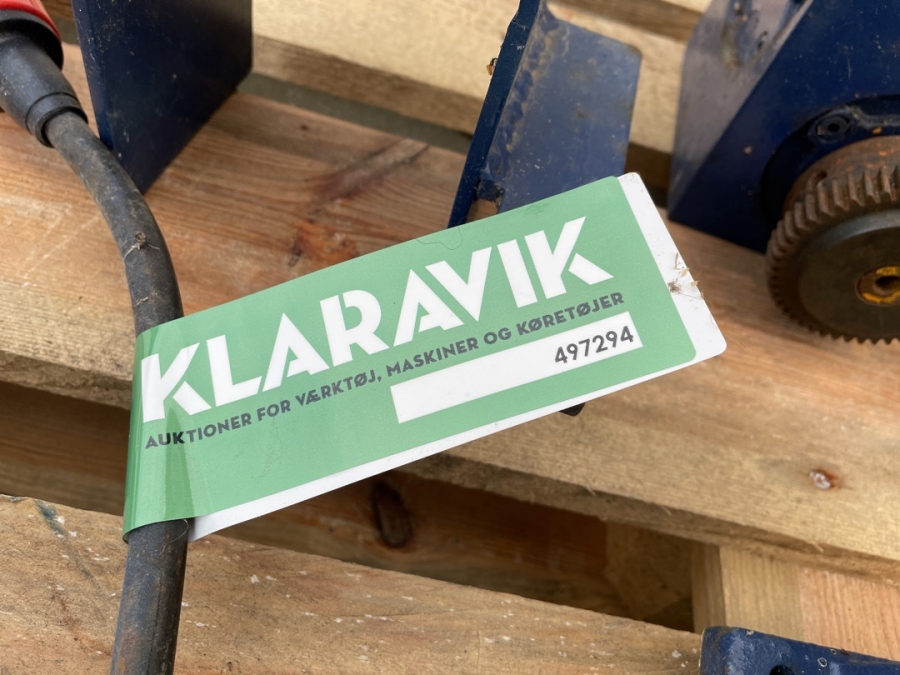 KLARAVIK
AUKTIONER FOR VÆRKTØJ, MASKINER OG KØRETØJER
497294